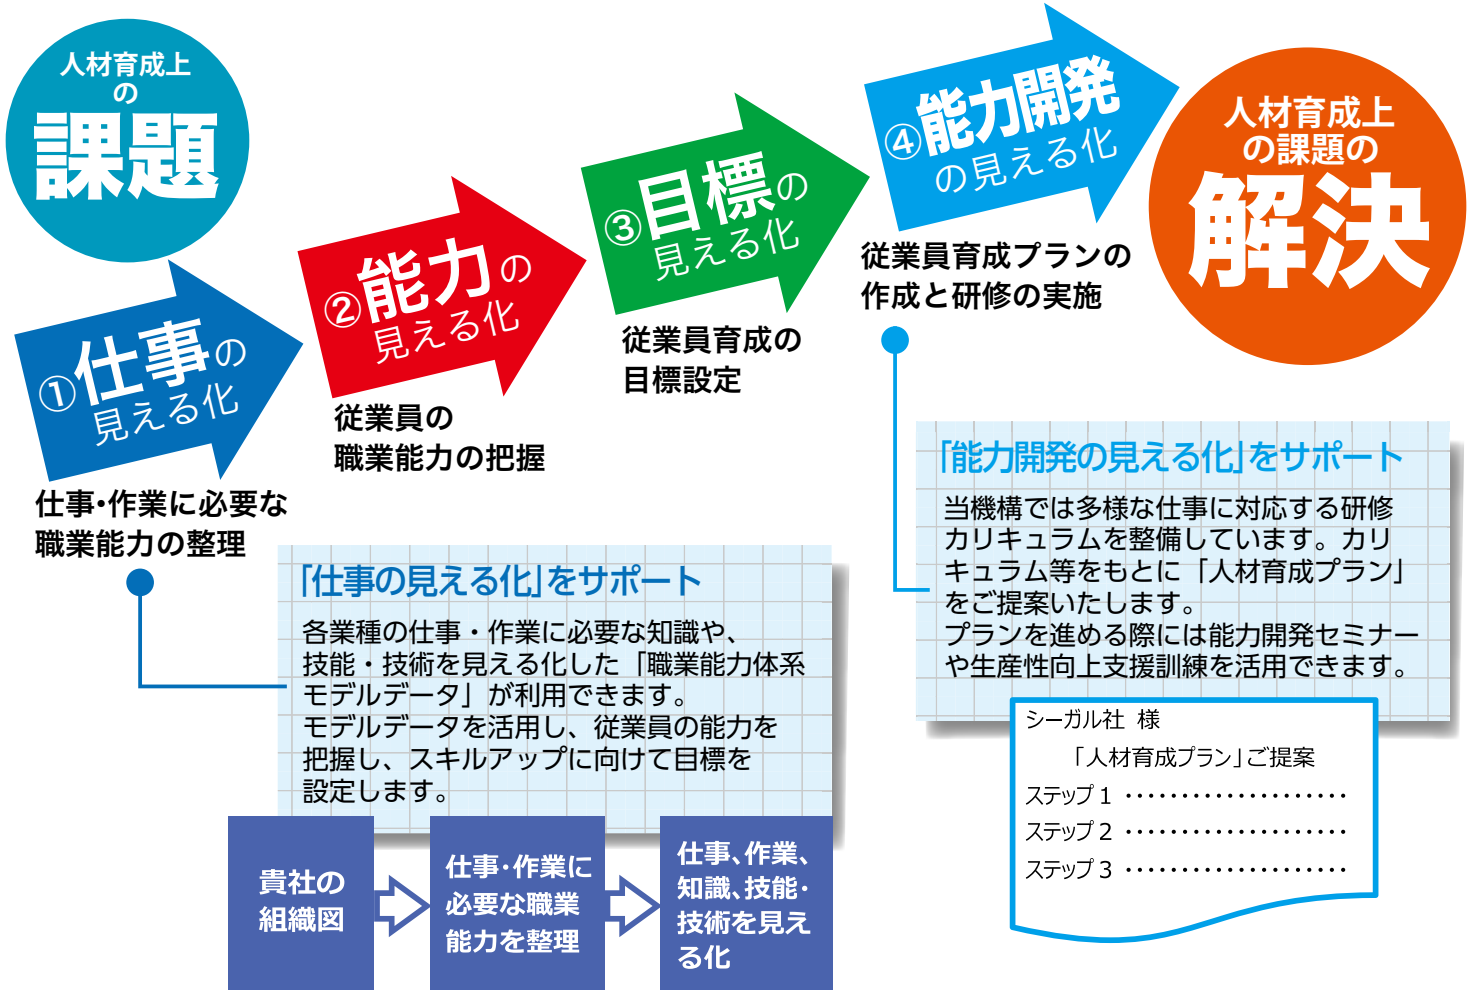 人材育成上
の
課題
①仕事の
見える化
仕事・作業に必要な
職業能力の整理
②能力の
見える化
従業員の
職業能力の把握
③目標の
見える化
従業員育成の
目標設定
④能力開発
の見える化
従業員育成プランの
作成と研修の実施
人材育成上
の課題の
解決
「仕事の見える化」をサポート
各業種の仕事・作業に必要な知識や、
技能・技術を見える化した「職業能力体系
モデルデータ」が利用できます。
モデルデータを活用し、従業員の能力を
把握し、スキルアップに向けて目標を
設定します。
貴社の
組織図
仕事・作業に
必要な職業
能力を整理
仕事、作業、
知識、技能・
技術を見え
る化
「能力開発の見える化」をサポート
当機構では多様な仕事に対応する研修
カリキュラムを整備しています。カリ
キュラム等をもとに「人材育成プラン」
をご提案いたします。
プランを進める際には能力開発セミナー
や生産性向上支援訓練を活用できます。
シーガル社 様
「人材育成プラン」ご提案
ステップ1 ・・・・・・・・・・・・・・・・・・・・
ステップ2 ・・・・・・・・・・・・・・・・・・・・
ステップ3 ・・・・・・・・・・・・・・・・・・・・